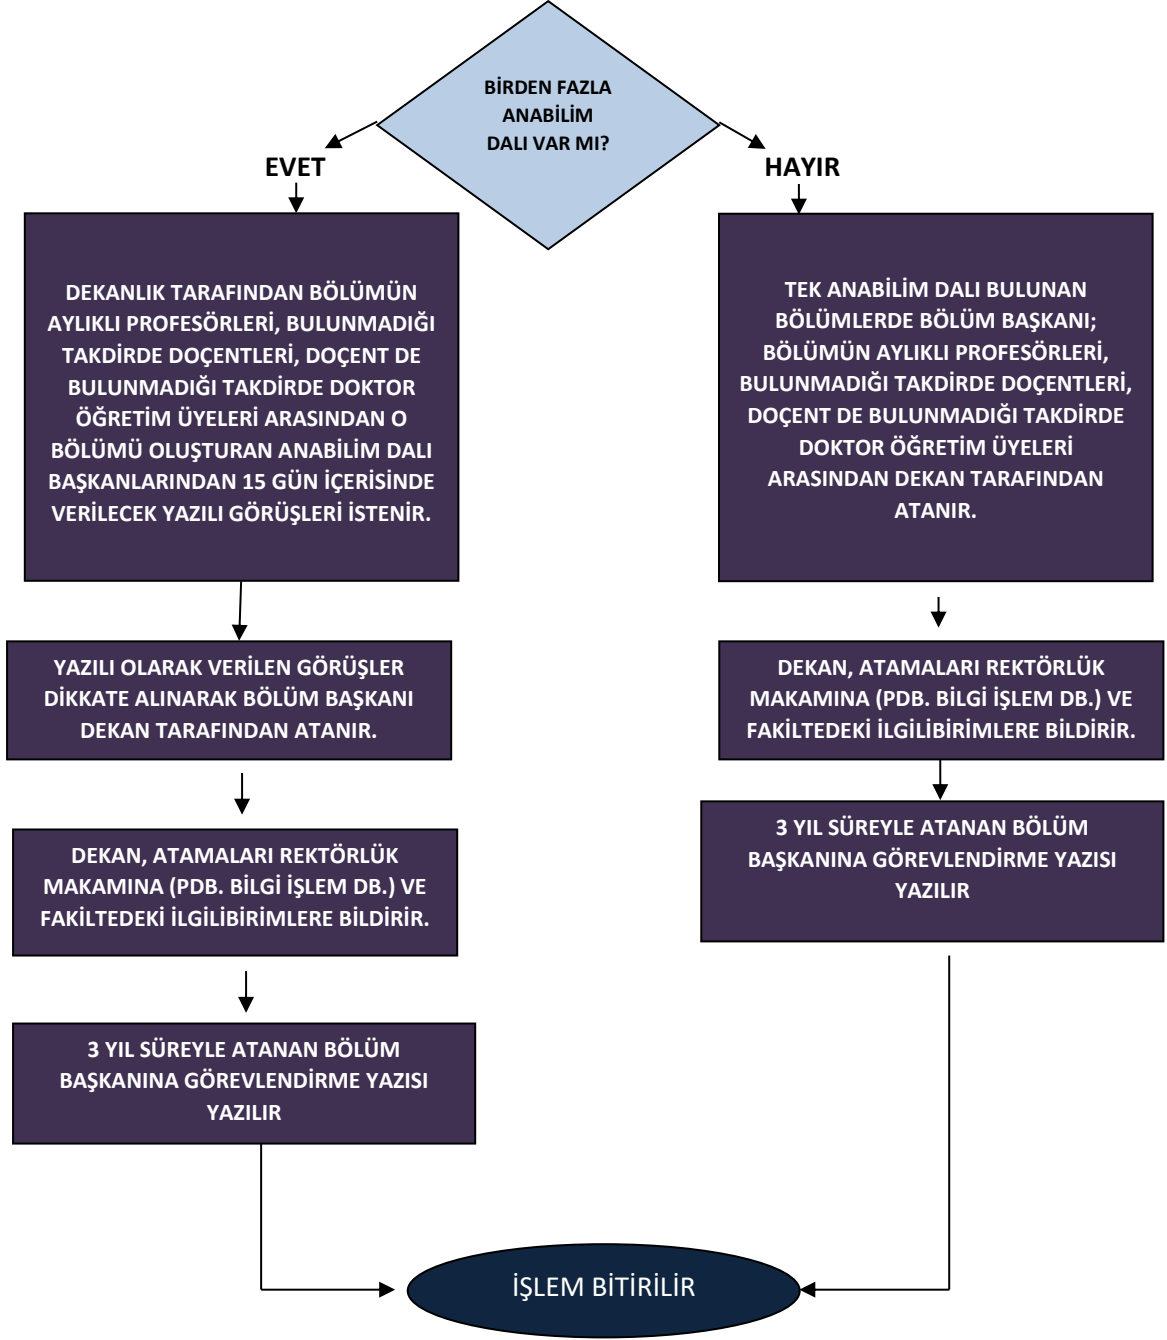 BİRDEN FAZLA
ANABİLİM
DALI VAR MI?
EVET
HAYIR
DEKANLIK TARAFINDAN BÖLÜMÜN
AYLIKLI PROFESÖRLERİ, BULUNMADIĞI
TAKDİRDE DOÇENTLERİ, DOÇENT DE
BULUNMADIĞI TAKDİRDE DOKTOR
ÖĞRETİM ÜYELERİ ARASINDAN O
BÖLÜMÜ OLUŞTURAN ANABİLİM DALI
BAŞKANLARINDAN 15 GÜN İÇERİSİNDE
VERİLECEK YAZILI GÖRÜŞLERİ İSTENİR.
YAZILI OLARAK VERİLEN GÖRÜŞLER
DİKKATE ALINARAK BÖLÜM BAŞKANI
DEKAN TARAFINDAN ATANIR.
DEKAN, ATAMALARI REKTÖRLÜK
MAKAMINA (PDB. BİLGİ İŞLEM DB.) VE
FAKİLTEDEKİ İLGİLİBİRİMLERE BİLDİRİR.
3 YIL SÜREYLE ATANAN BÖLÜM
BAŞKANINA GÖREVLENDİRME YAZISI
YAZILIR
TEK ANABİLİM DALI BULUNAN
BÖLÜMLERDE BÖLÜM BAŞKANI;
BÖLÜMÜN AYLIKLI PROFESÖRLERİ,
BULUNMADIĞI TAKDİRDE DOÇENTLERİ,
DOÇENT DE BULUNMADIĞI TAKDİRDE
DOKTOR ÖĞRETİM ÜYELERİ
ARASINDAN DEKAN TARAFINDAN
ATANIR.
DEKAN, ATAMALARI REKTÖRLÜK
MAKAMINA (PDB. BİLGİ İŞLEM DB.) VE
FAKİLTEDEKİ İLGİLİBİRİMLERE BİLDİRİR.
3 YIL SÜREYLE ATANAN BÖLÜM
BAŞKANINA GÖREVLENDİRME YAZISI
YAZILIR
İŞLEM BİTİRİLİR